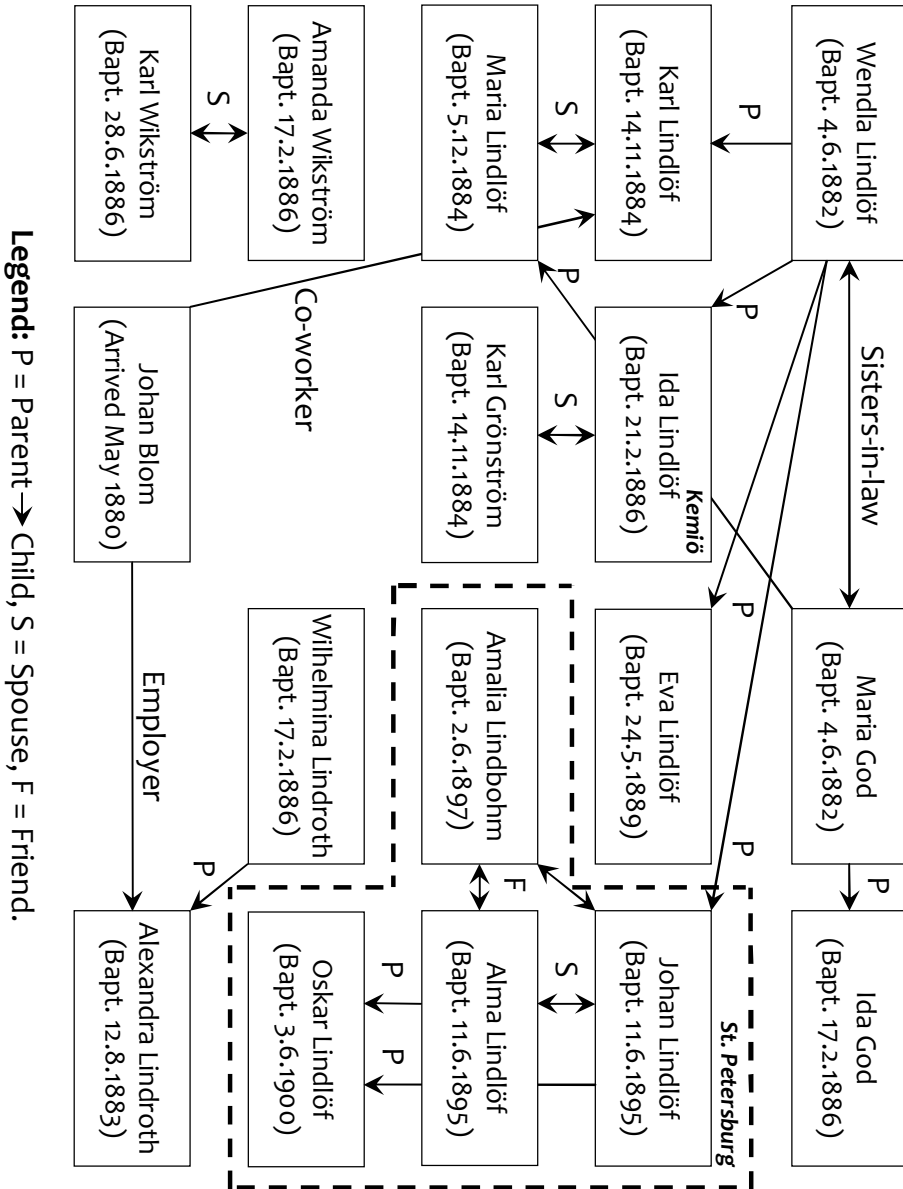 Wendla Lindlöf
(Bapt. 4.6.1882)
Sisters-in-law
Maria God
(Bapt. 4.6.1882)
P
Ida God
(Bapt. 17.2.1886)
P
P
P
P
St. Petersburg
Kemiö
Karl Lindlöf
(Bapt. 14.11.1884)
Ida Lindlöf
(Bapt. 21.2.1886)
Eva Lindlöf
(Bapt. 24.5.1889)
Johan Lindlöf
(Bapt. 11.6.1895)
S
P
S
S
Maria Lindlöf
(Bapt. 5.12.1884)
Karl Grönström
(Bapt. 14.11.1884)
Amalia Lindbohm
(Bapt. 2.6.1897)
F
Alma Lindlöf
(Bapt. 11.6.1895)
P
P
Co-worker
Amanda Wikström
(Bapt. 17.2.1886)
Wilhelmina Lindroth
(Bapt. 17.2.1886)
Oskar Lindlöf
(Bapt. 3.6.1900)
S
P
Karl Wikström
(Bapt. 28.6.1886)
Johan Blom
(Arrived May 1880)
Employer
Alexandra Lindroth
(Bapt. 12.8.1883)
Legend: P = Parent → Child, S = Spouse, F = Friend.